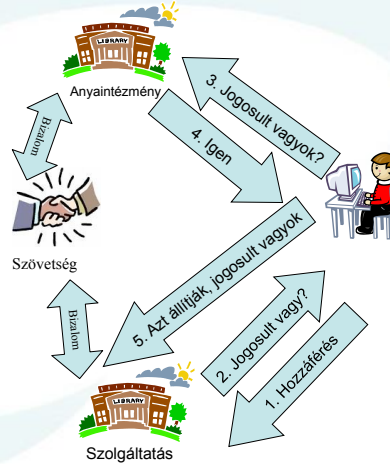 LIBRARY
Anyaintézmény
3. Jogosult vagyok?
4. Igen
Bizalom
Szövetség
5. Azt állítják, jogosult vagyok
2. Jogosult vagy?
1. Hozzáférés
Bizalom
LIBRARY
Szolgáltatás